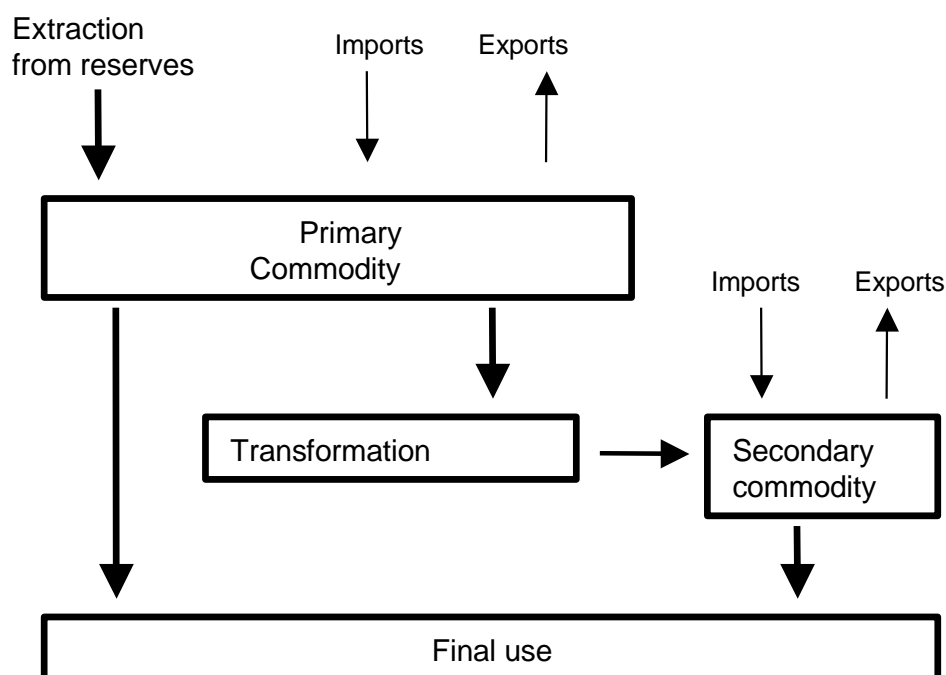 Extraction
from reserves
Imports
Exports
Primary
Commodity
Imports
Exports
Transformation
Secondary
commodity
Final use